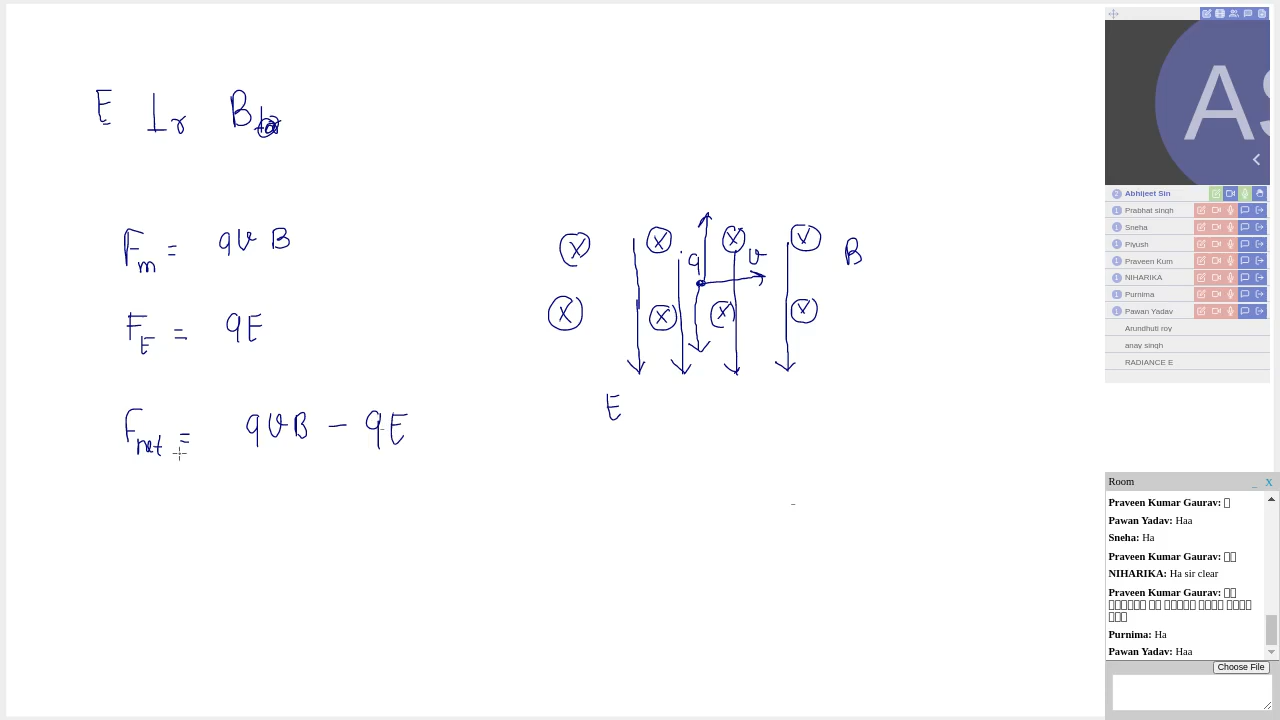 E ⊥r B
Fm = qvB
FE = qE
Fnet = qvB - qE
q
v
B
E
AS
Abhijeet Sin
Prabhat singh
Sneha
Piyush
Praveen Kum
NIHARIKA
Purnima
Pawan Yadav
Arundhuti roy
anay singh
RADIANCE E
Room
_ X
Praveen Kumar Gaurav:
Pawan Yadav: Haa
Sneha: Ha
Praveen Kumar Gaurav:
NIHARIKA: Ha sir clear
Praveen Kumar Gaurav:
Purnima: Ha
Pawan Yadav: Haa
Choose File